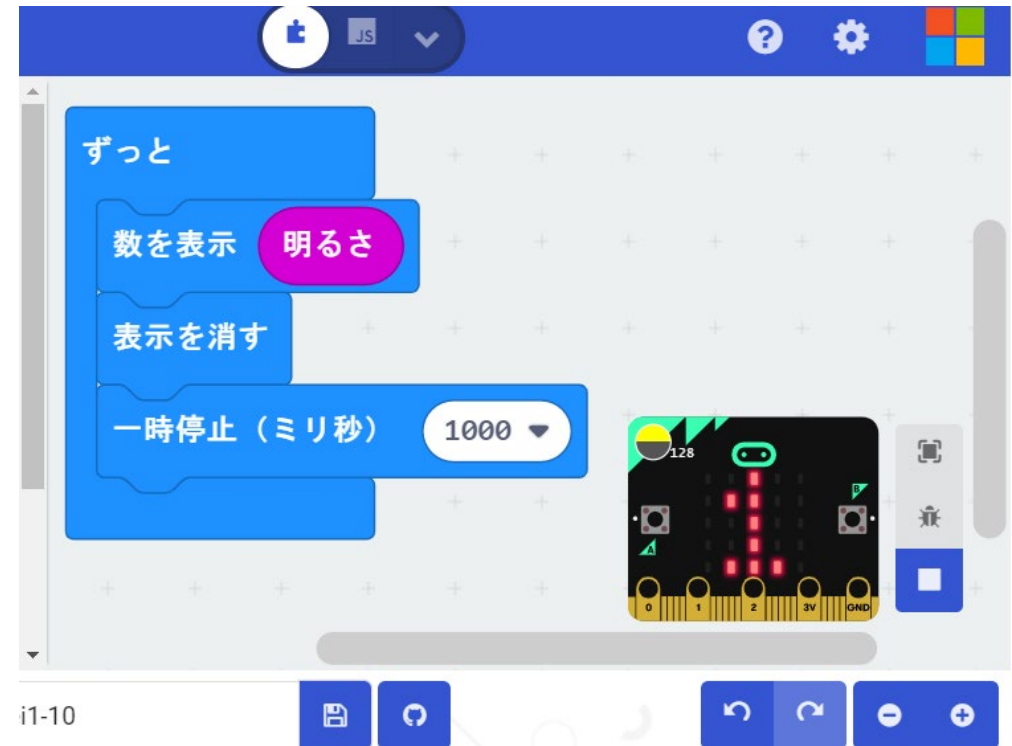 JS
ずっと
数を表示 明るさ
表示を消す
一時停止（ミリ秒） 1000
128
B
A
0 1 2 3V GND
i1-10